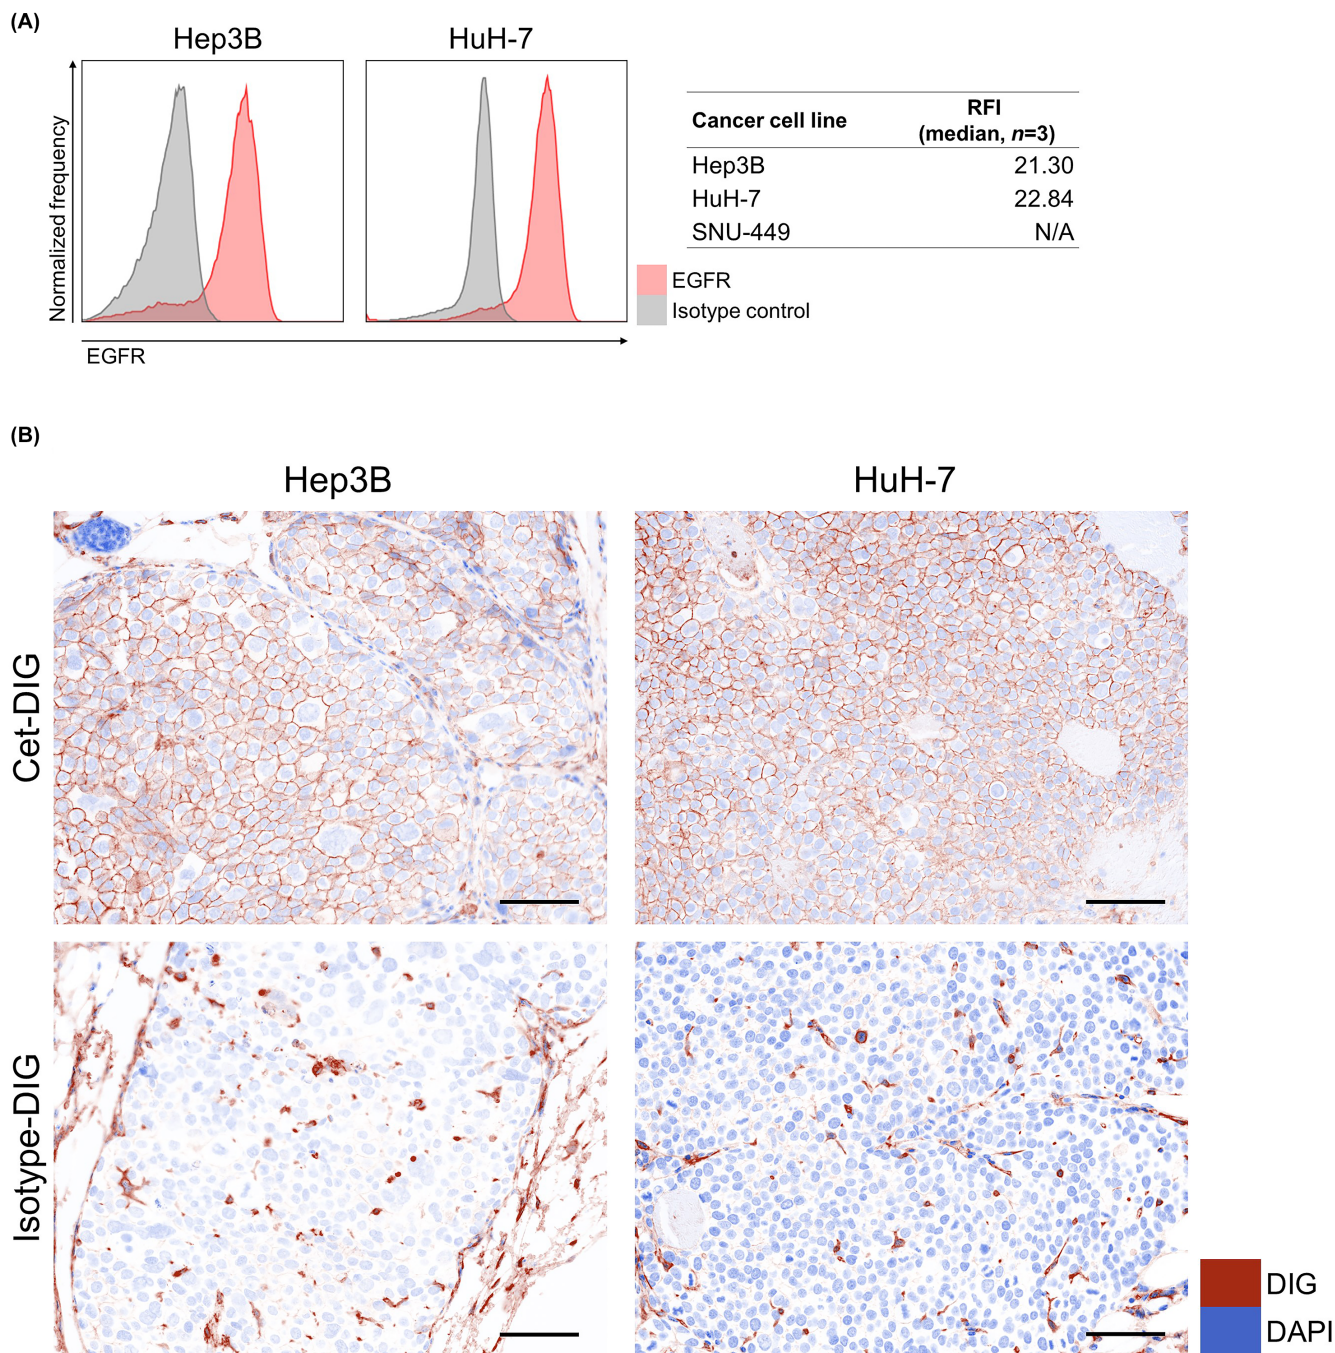 (A)
Hep3B
HuH-7
Normalized frequency
EGFR
Cancer cell line
RFI
(median, n=3)
Hep3B 21.30
HuH-7 22.84
SNU-449 N/A
EGFR
Isotype control
(B)
Hep3B
HuH-7
Cet-DIG
Isotype-DIG
DIG
DAPI